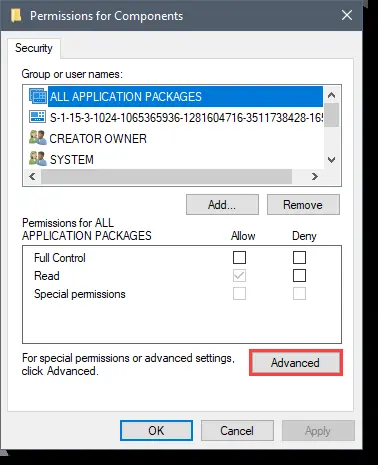 Permissions for Components
Security
Group or user names:
ALL APPLICATION PACKAGES
S-1-15-3-1024-1065365936-1281604716-3511738428-165
CREATOR OWNER
SYSTEM
Add... Remove
Permissions for ALL
APPLICATION PACKAGES Allow Deny
Full Control
Read
Special permissions
For special permissions or advanced settings,
click Advanced.
Advanced
OK Cancel Apply